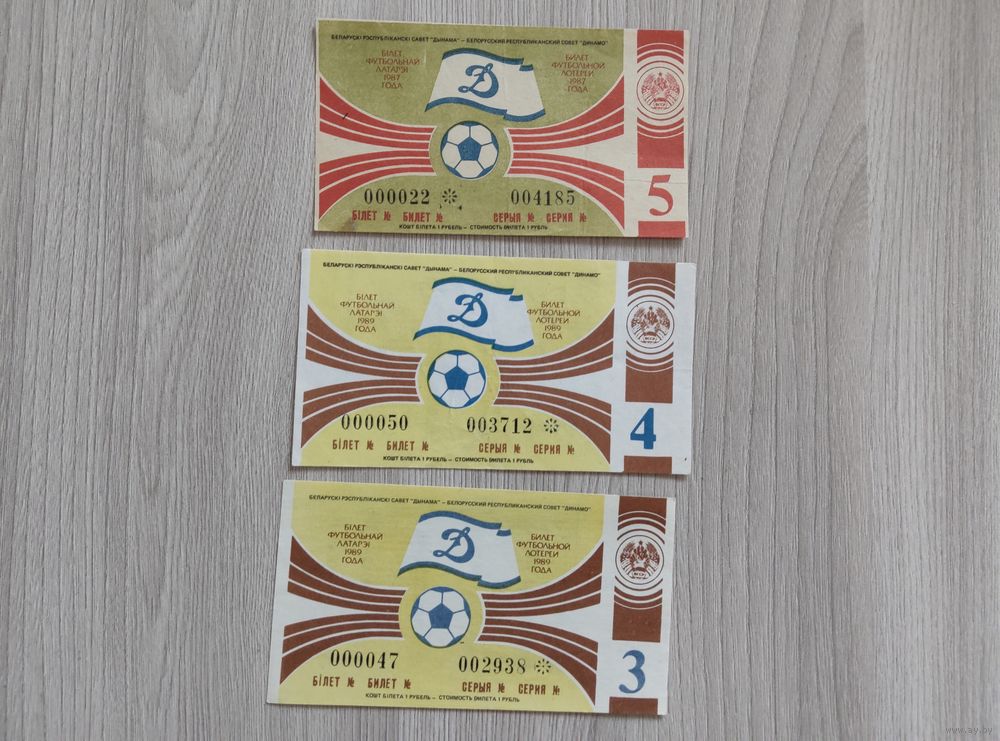 БЕЛАРУСКІ РЭСПУБЛІКАНСКІ САВЕТ "ДЫНАМА" – БЕЛОРУССКИЙ РЕСПУБЛИКАНСКИЙ СОВЕТ "ДИНАМО"
БІЛЕТ
ФУТБОЛЬНАЙ
ЛАТАРЭІ
1987
ГОДА
БИЛЕТ
ФУТБОЛЬНОЙ
ЛОТЕРЕИ
1987
ГОДА
Д
000022 ✻ 004185
БІЛЕТ № БИЛЕТ № СЕРЫЯ № СЕРИЯ №
КОШТ БІЛЕТА 1 РУБЕЛЬ – СТОИМОСТЬ БИЛЕТА 1 РУБЛЬ
5
БЕЛАРУСКІ РЭСПУБЛІКАНСКІ САВЕТ "ДЫНАМА" – БЕЛОРУССКИЙ РЕСПУБЛИКАНСКИЙ СОВЕТ "ДИНАМО"
БІЛЕТ
ФУТБОЛЬНАЙ
ЛАТАРЭІ
1989
ГОДА
БИЛЕТ
ФУТБОЛЬНОЙ
ЛОТЕРЕИ
1989
ГОДА
Д
000050 003712 ✻
БІЛЕТ № БИЛЕТ № СЕРЫЯ № СЕРИЯ №
КОШТ БІЛЕТА 1 РУБЕЛЬ – СТОИМОСТЬ БИЛЕТА 1 РУБЛЬ
4
БЕЛАРУСКІ РЭСПУБЛІКАНСКІ САВЕТ "ДЫНАМА" – БЕЛОРУССКИЙ РЕСПУБЛИКАНСКИЙ СОВЕТ "ДИНАМО"
БІЛЕТ
ФУТБОЛЬНАЙ
ЛАТАРЭІ
1989
ГОДА
БИЛЕТ
ФУТБОЛЬНОЙ
ЛОТЕРЕИ
1989
ГОДА
Д
000047 002938 ✻
БІЛЕТ № БИЛЕТ № СЕРЫЯ № СЕРИЯ №
КОШТ БІЛЕТА 1 РУБЕЛЬ – СТОИМОСТЬ БИЛЕТА 1 РУБЛЬ
3
www.ay.by